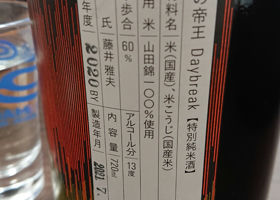 の帝王 Daybreak 【特別純米酒】
料名 米(国産)、米こうじ(国産米)
用米 山田錦一〇〇%使用
歩合 60% アルコール分 13度
氏 藤井雅夫 内容量 720ml
年度 2020BY 製造年月 2021.7